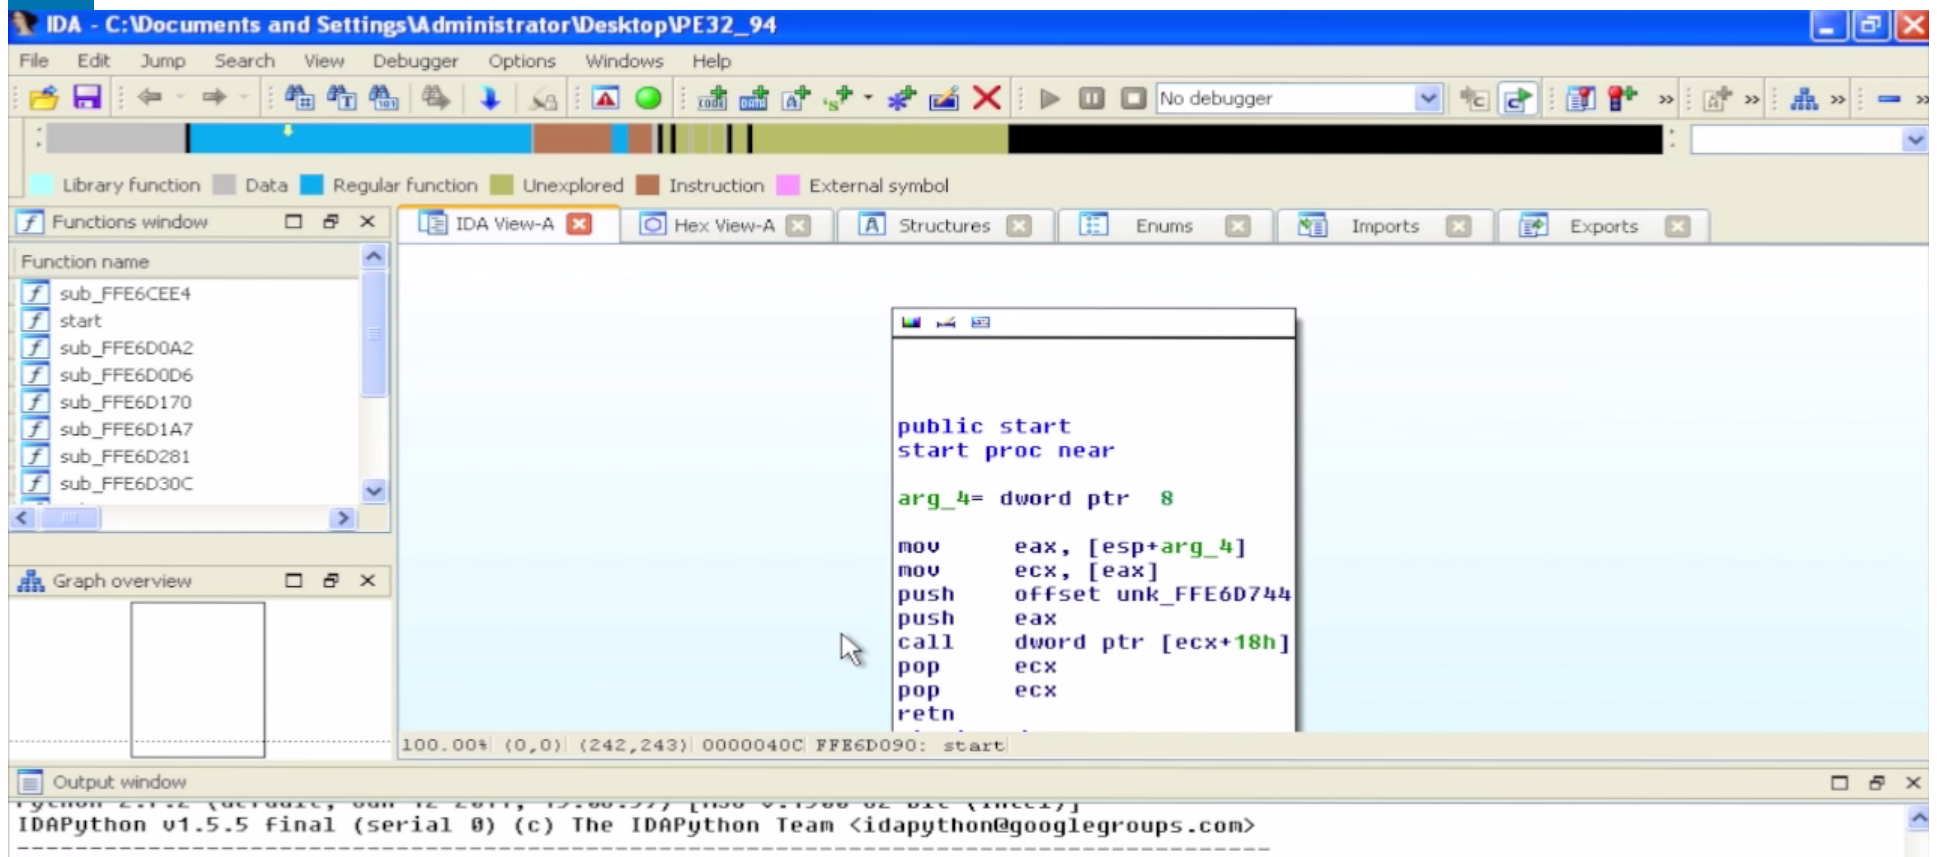 IDA - C:\Documents and Settings\Administrator\Desktop\PE32_94
File Edit Jump Search View Debugger Options Windows Help
No debugger
Library function Data Regular function Unexplored Instruction External symbol
Functions window
IDA View-A Hex View-A Structures Enums Imports Exports
Function name
sub_FFE6CEE4
start
sub_FFE6D0A2
sub_FFE6D0D6
sub_FFE6D170
sub_FFE6D1A7
sub_FFE6D281
sub_FFE6D30C
Graph overview
public start
start proc near
arg_4= dword ptr 8
mov eax, [esp+arg_4]
mov ecx, [eax]
push offset unk_FFE6D744
push eax
call dword ptr [ecx+18h]
pop ecx
pop ecx
retn
100.00% (0,0) (242,243) 0000040C FFE6D090: start
Output window
IDAPython v1.5.5 final (serial 0) (c) The IDAPython Team <idapython@googlegroups.com>